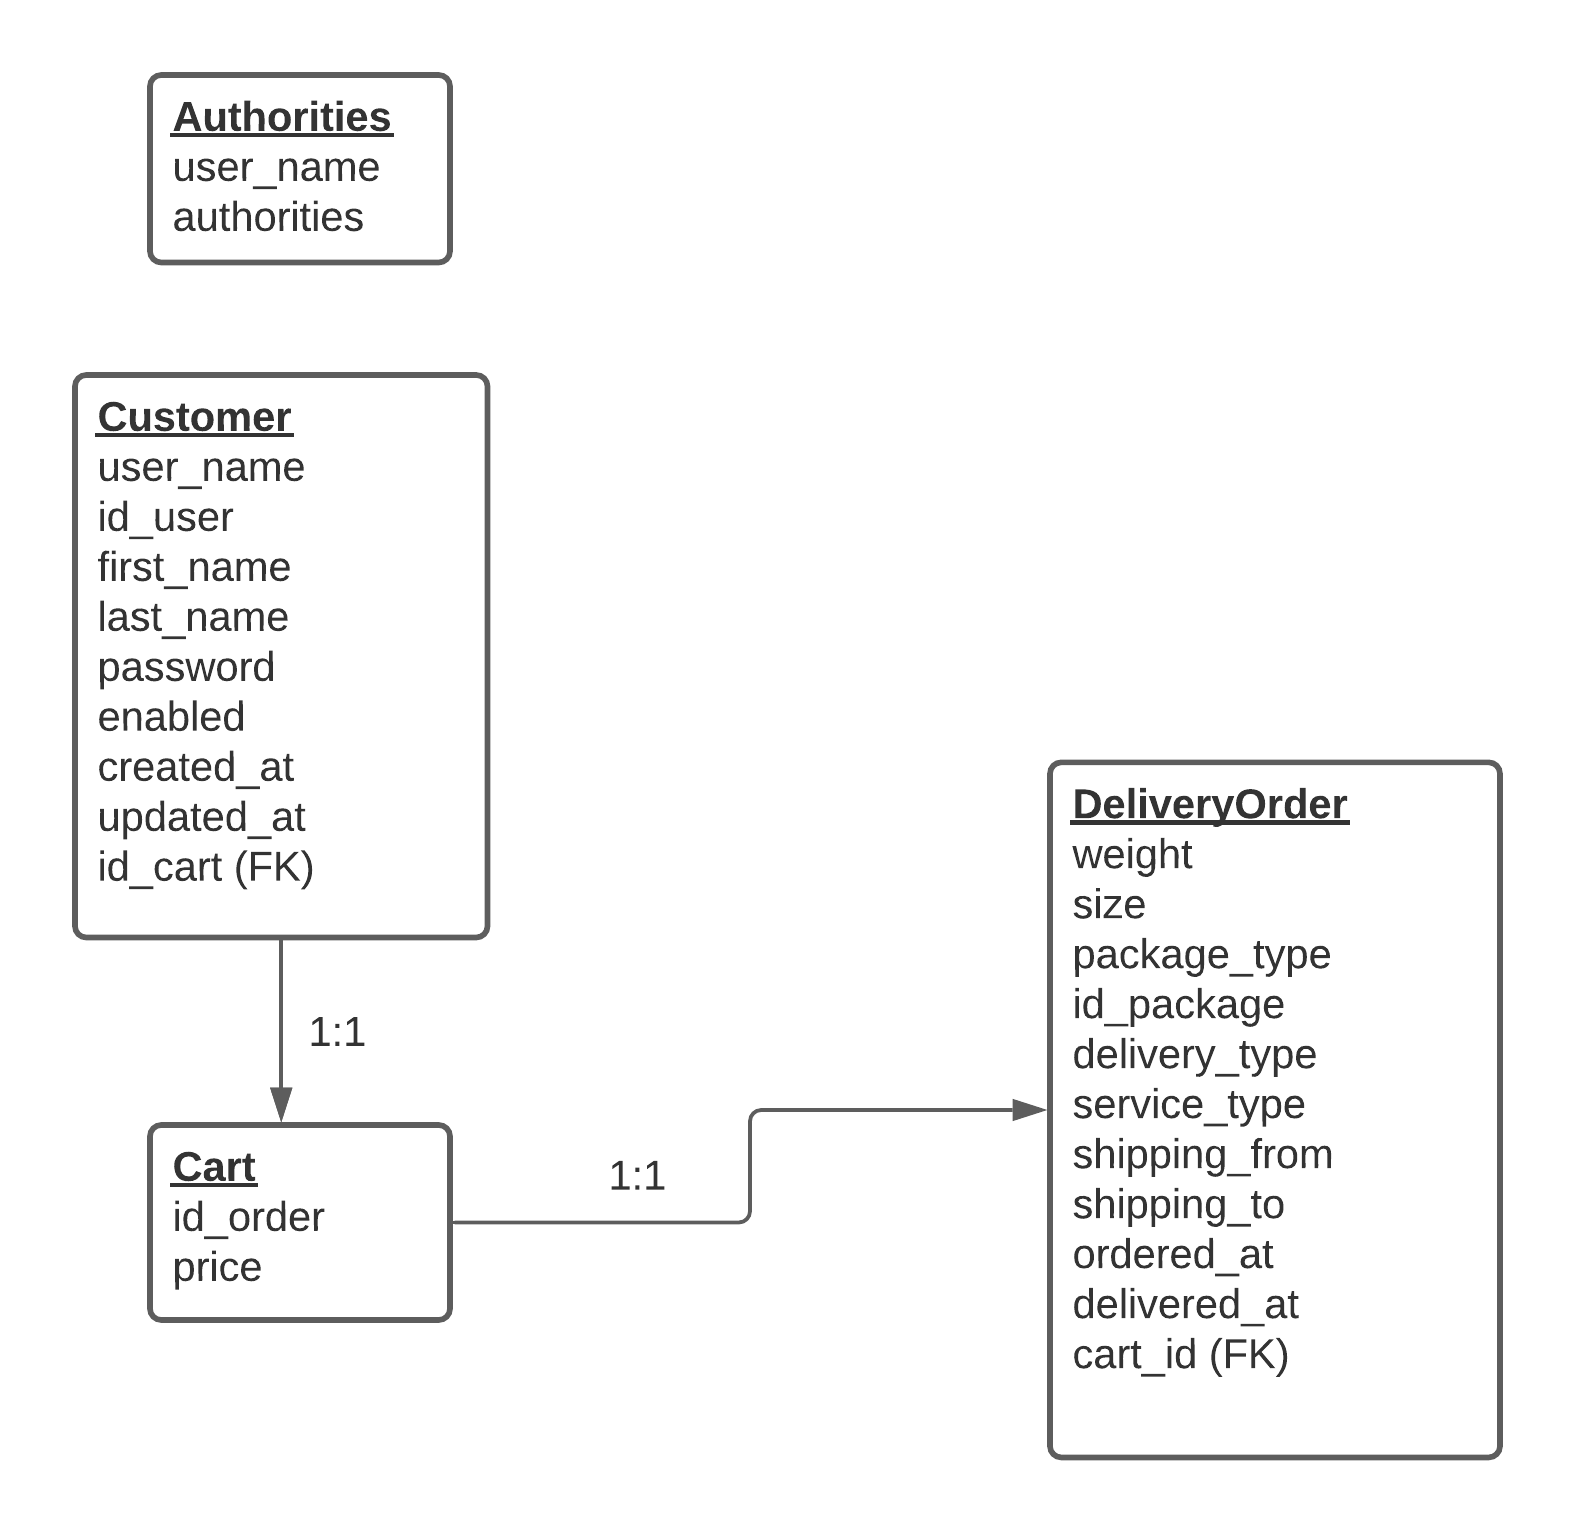 Authorities
user_name
authorities
Customer
user_name
id_user
first_name
last_name
password
enabled
created_at
updated_at
id_cart (FK)
1:1
Cart
id_order
price
1:1
DeliveryOrder
weight
size
package_type
id_package
delivery_type
service_type
shipping_from
shipping_to
ordered_at
delivered_at
cart_id (FK)